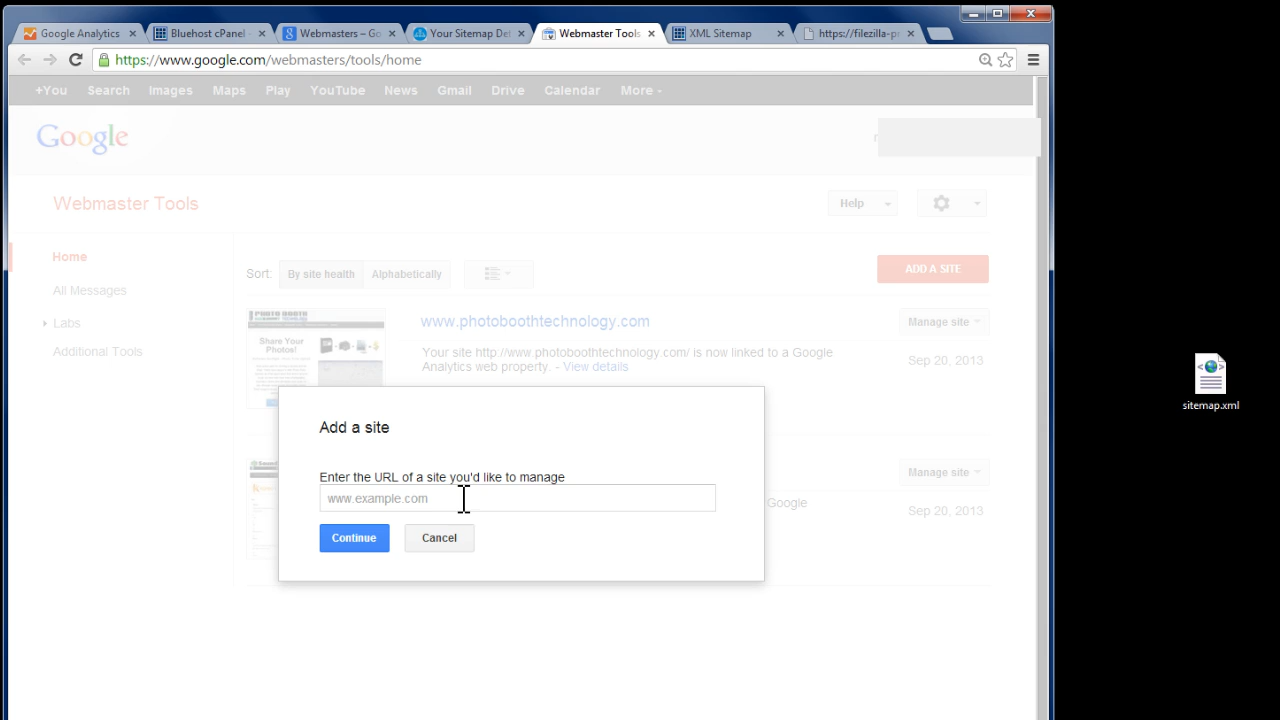 Google Analytics
Bluehost cPanel
Webmasters – Go
Your Sitemap Def
Webmaster Tools
XML Sitemap
https://filezilla-pr
https://www.google.com/webmasters/tools/home
+You Search Images Maps Play YouTube News Gmail Drive Calendar More
Google
Webmaster Tools
Help
Home
All Messages
Labs
Additional Tools
Sort: By site health Alphabetically
ADD A SITE
PHOTO BOOTH
Share Your
Photos!
www.photoboothtechnology.com
Manage site
Your site http://www.photoboothtechnology.com/ is now linked to a Google
Analytics web property. - View details
Sep 20, 2013
Add a site
Enter the URL of a site you'd like to manage
www.example.com
Continue
Cancel
Manage site
Google
Sep 20, 2013
sitemap.xml